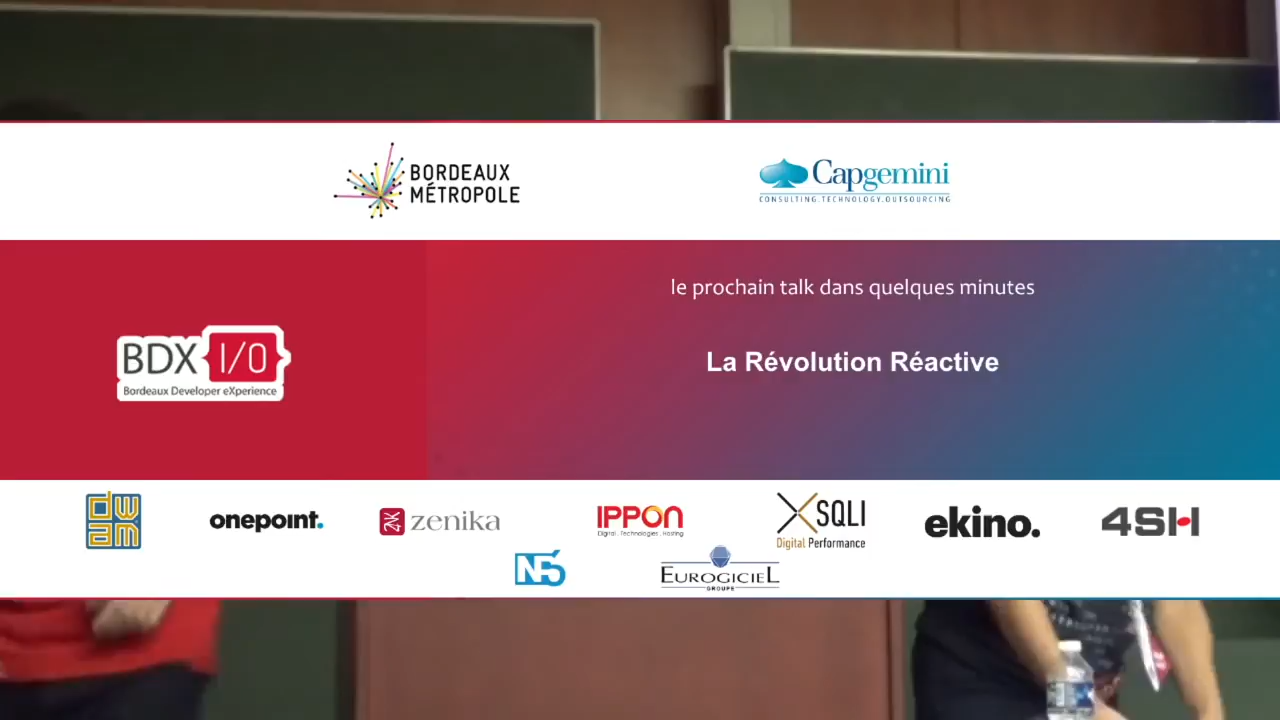 BORDEAUX
MÉTROPOLE
Capgemini
CONSULTING.TECHNOLOGY.OUTSOURCING
le prochain talk dans quelques minutes
La Révolution Réactive
BDX I/O
Bordeaux Developer eXperience
onepoint.
zenika
IPPON
Digital . Technologies . Hosting
SQLI
Digital Performance
ekino.
4SH
EUROGICIEL
GROUPE